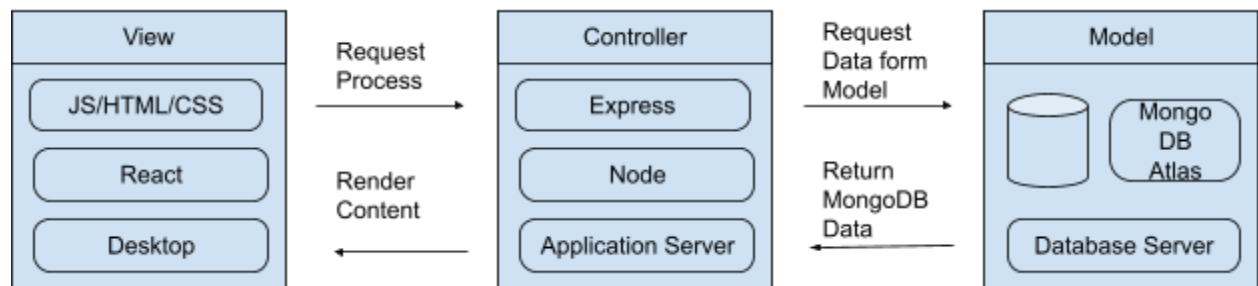 View
JS/HTML/CSS
React
Desktop
Request
Process
Render
Content
Controller
Express
Node
Application Server
Request
Data form
Model
Return
MongoDB
Data
Model
Mongo
DB
Atlas
Database Server